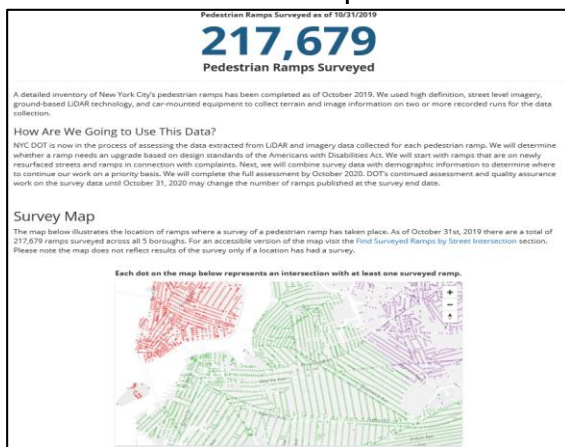 Pedestrian Ramps Surveyed as of 10/31/2019
217,679
Pedestrian Ramps Surveyed
A detailed inventory of New York City's pedestrian ramps has been completed as of October 2019. We used high definition, street level imagery,
ground-based LiDAR technology, and car-mounted equipment to collect terrain and image information on two or more recorded runs for the data
collection.
How Are We Going to Use This Data?
NYC DOT is now in the process of assessing the data extracted from LiDAR and imagery data collected for each pedestrian ramp. We will determine
whether a ramp needs an upgrade based on design standards of the Americans with Disabilities Act. We will start with ramps that are on newly
resurfaced streets and ramps in connection with complaints. Next, we will combine survey data with demographic information to determine where
to continue our work on a priority basis. We will complete the full assessment by October 2020. DOT's continued assessment and quality assurance
work on the survey data until October 31, 2020 may change the number of ramps published at the survey end date.
Survey Map
The map below illustrates the location of ramps where a survey of a pedestrian ramp has taken place. As of October 31st, 2019 there are a total of
217,679 ramps surveyed across all 5 boroughs. For an accessible version of the map visit the Find Surveyed Ramps by Street Intersection section.
Please note the map does not reflect results of the survey only if a location has had a survey.
Each dot on the map below represents an intersection with at least one surveyed ramp.
+
−